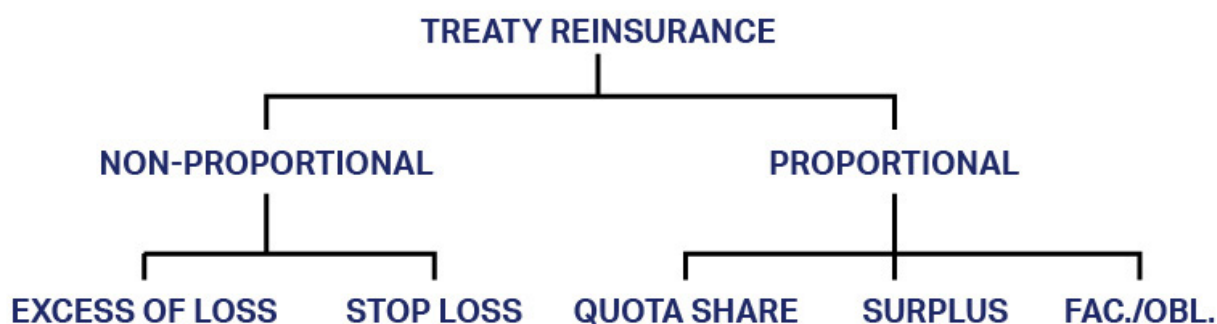 TREATY REINSURANCE
NON-PROPORTIONAL
PROPORTIONAL
EXCESS OF LOSS
STOP LOSS
QUOTA SHARE
SURPLUS
FAC./OBL.